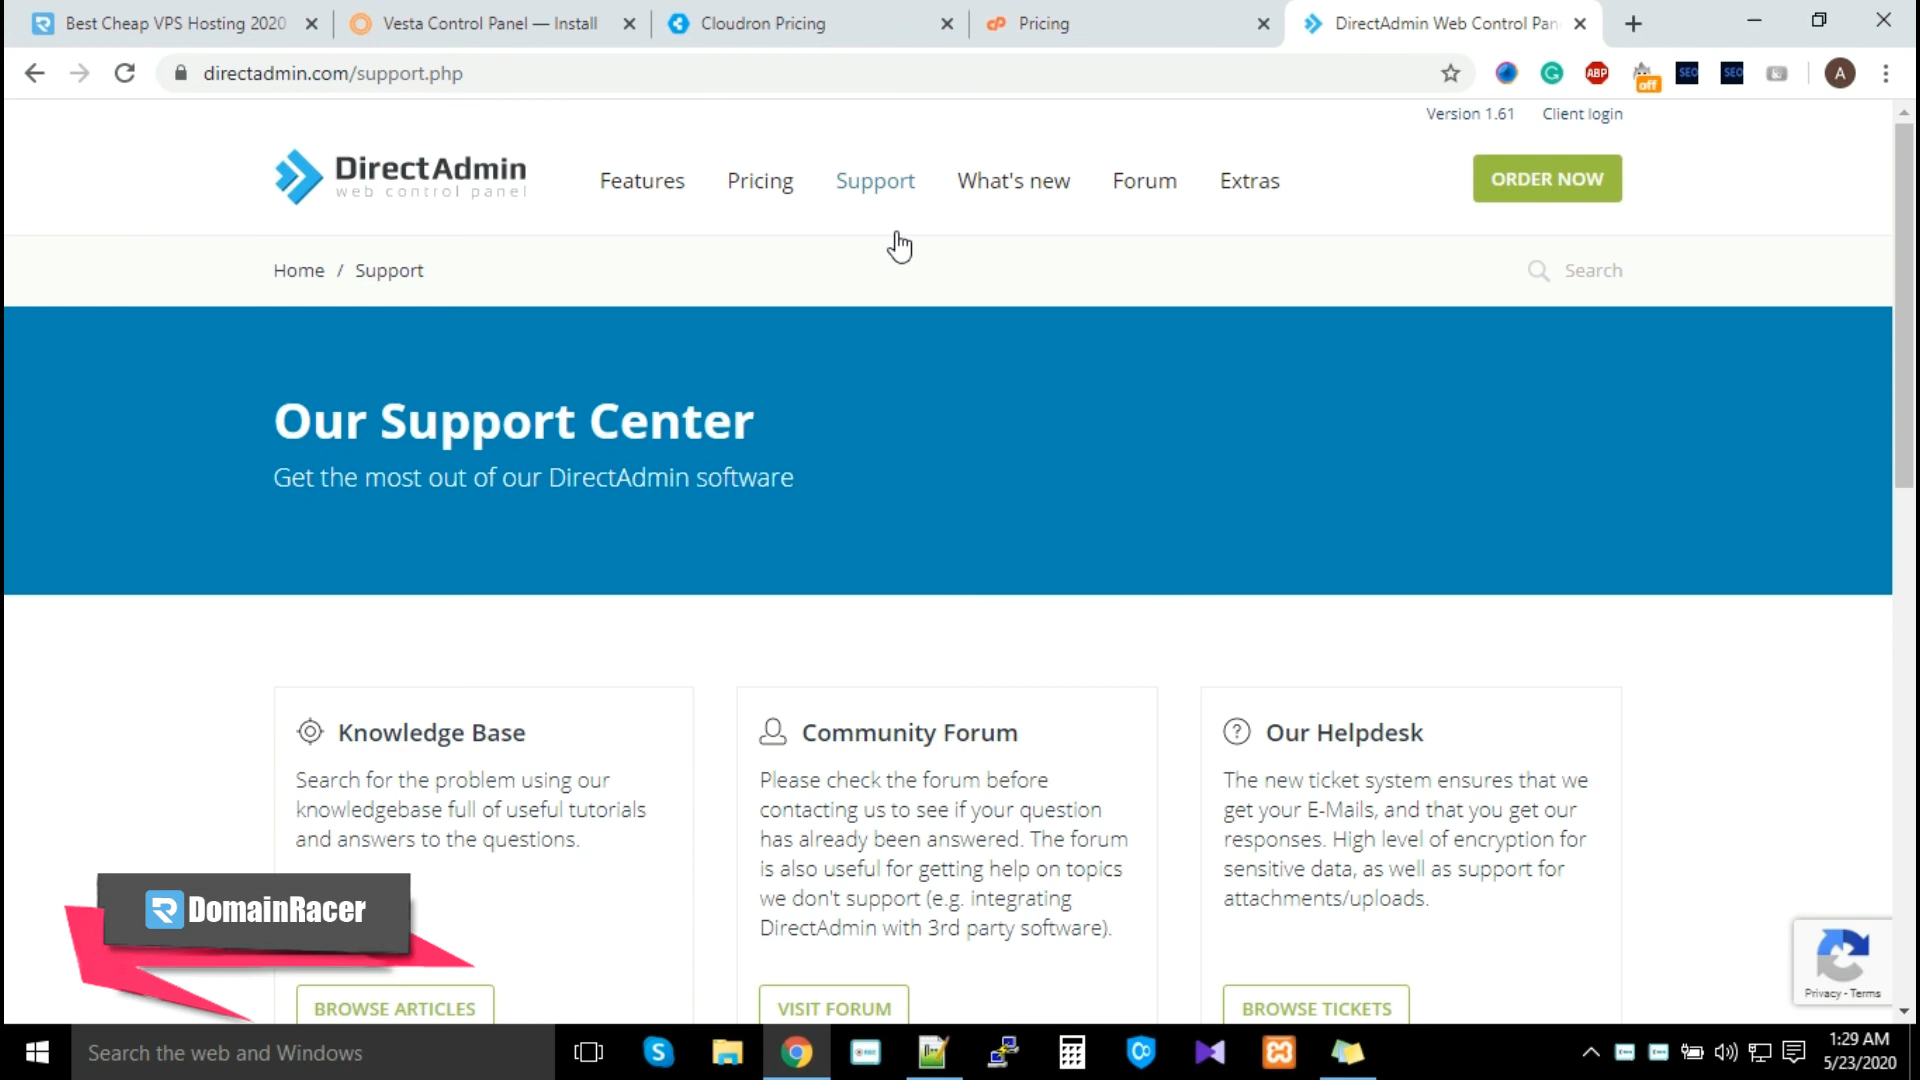 Best Cheap VPS Hosting 2020
Vesta Control Panel — Install
Cloudron Pricing
Pricing
DirectAdmin Web Control Pan
directadmin.com/support.php
ABP
off
SEO
SEO
A
Version 1.61
Client login
DirectAdmin
web control panel
Features
Pricing
Support
What's new
Forum
Extras
ORDER NOW
Home / Support
Search
Our Support Center
Get the most out of our DirectAdmin software
Knowledge Base
Search for the problem using our
knowledgebase full of useful tutorials
and answers to the questions.
BROWSE ARTICLES
Community Forum
Please check the forum before
contacting us to see if your question
has already been answered. The forum
is also useful for getting help on topics
we don't support (e.g. integrating
DirectAdmin with 3rd party software).
VISIT FORUM
Our Helpdesk
The new ticket system ensures that we
get your E-Mails, and that you get our
responses. High level of encryption for
sensitive data, as well as support for
attachments/uploads.
BROWSE TICKETS
DomainRacer
Privacy - Terms
Search the web and Windows
1:29 AM
5/23/2020